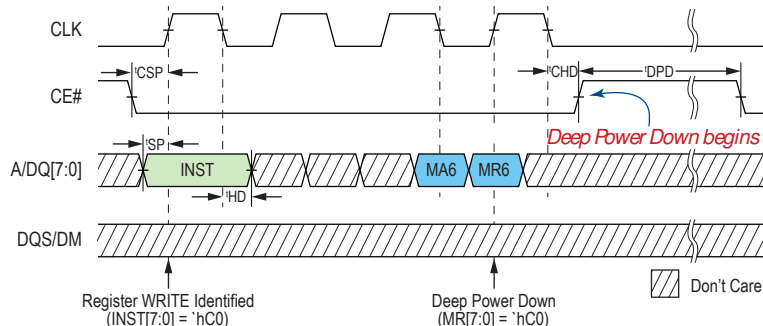 CLK
tCSP
tCHD
tDPD
CE#
Deep Power Down begins
tSP
A/DQ[7:0]
INST
MA6
MR6
tHD
DQS/DM
Register WRITE Identified
(INST[7:0] = `hC0)
Deep Power Down
(MR[7:0] = `hC0)
Don't Care